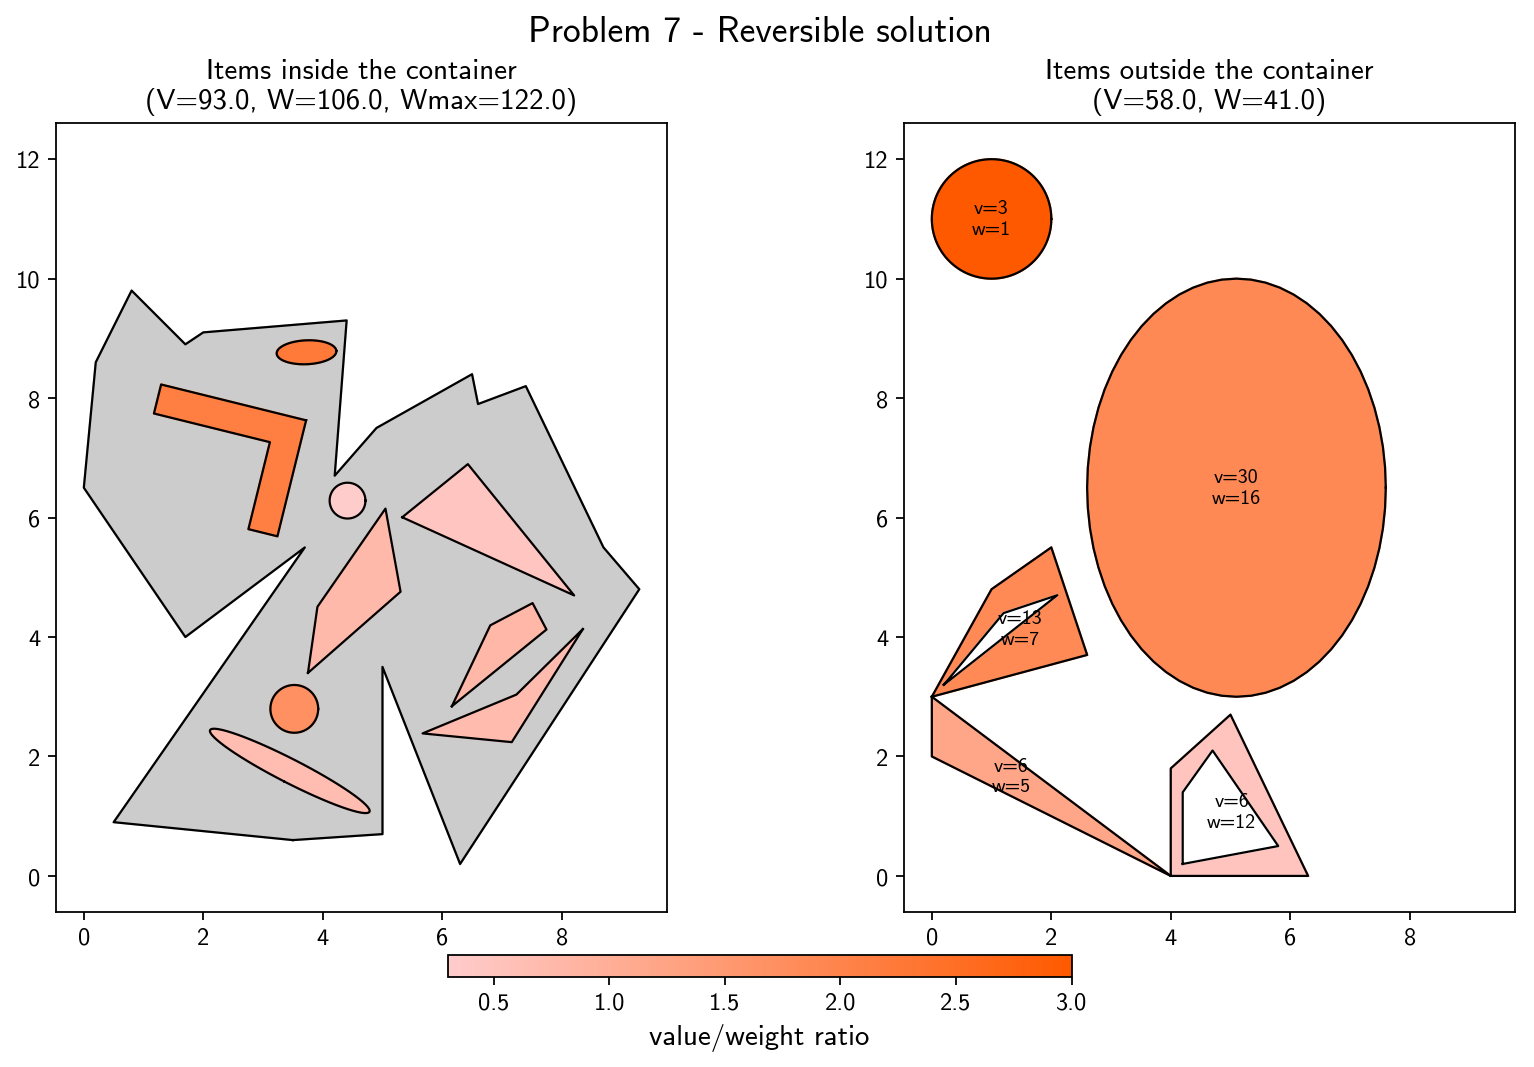 Problem 7 - Reversible solution
Items inside the container
(V=93.0, W=106.0, Wmax=122.0)
12
10
8
6
4
2
0
0 2 4 6 8
Items outside the container
(V=58.0, W=41.0)
12
10
8
6
4
2
0
v=3
w=1
v=30
w=16
v=13
w=7
v=6
w=5
v=6
w=12
0 2 4 6 8
0.5 1.0 1.5 2.0 2.5 3.0
value/weight ratio